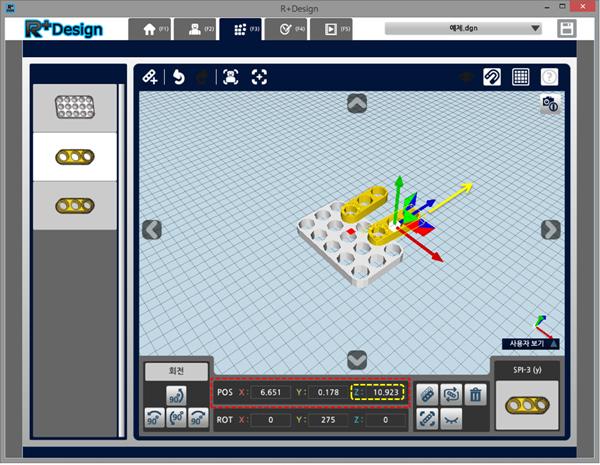 R+Design
R+Design (F1) (F2) (F3) (F4) (F5) 예제.dgn
사용자 보기
회전
90° 90° 90° 90°
POS X: 6.651 Y: 0.178 Z: 10.923
ROT X: 0 Y: 275 Z: 0
SPI-3 (y)